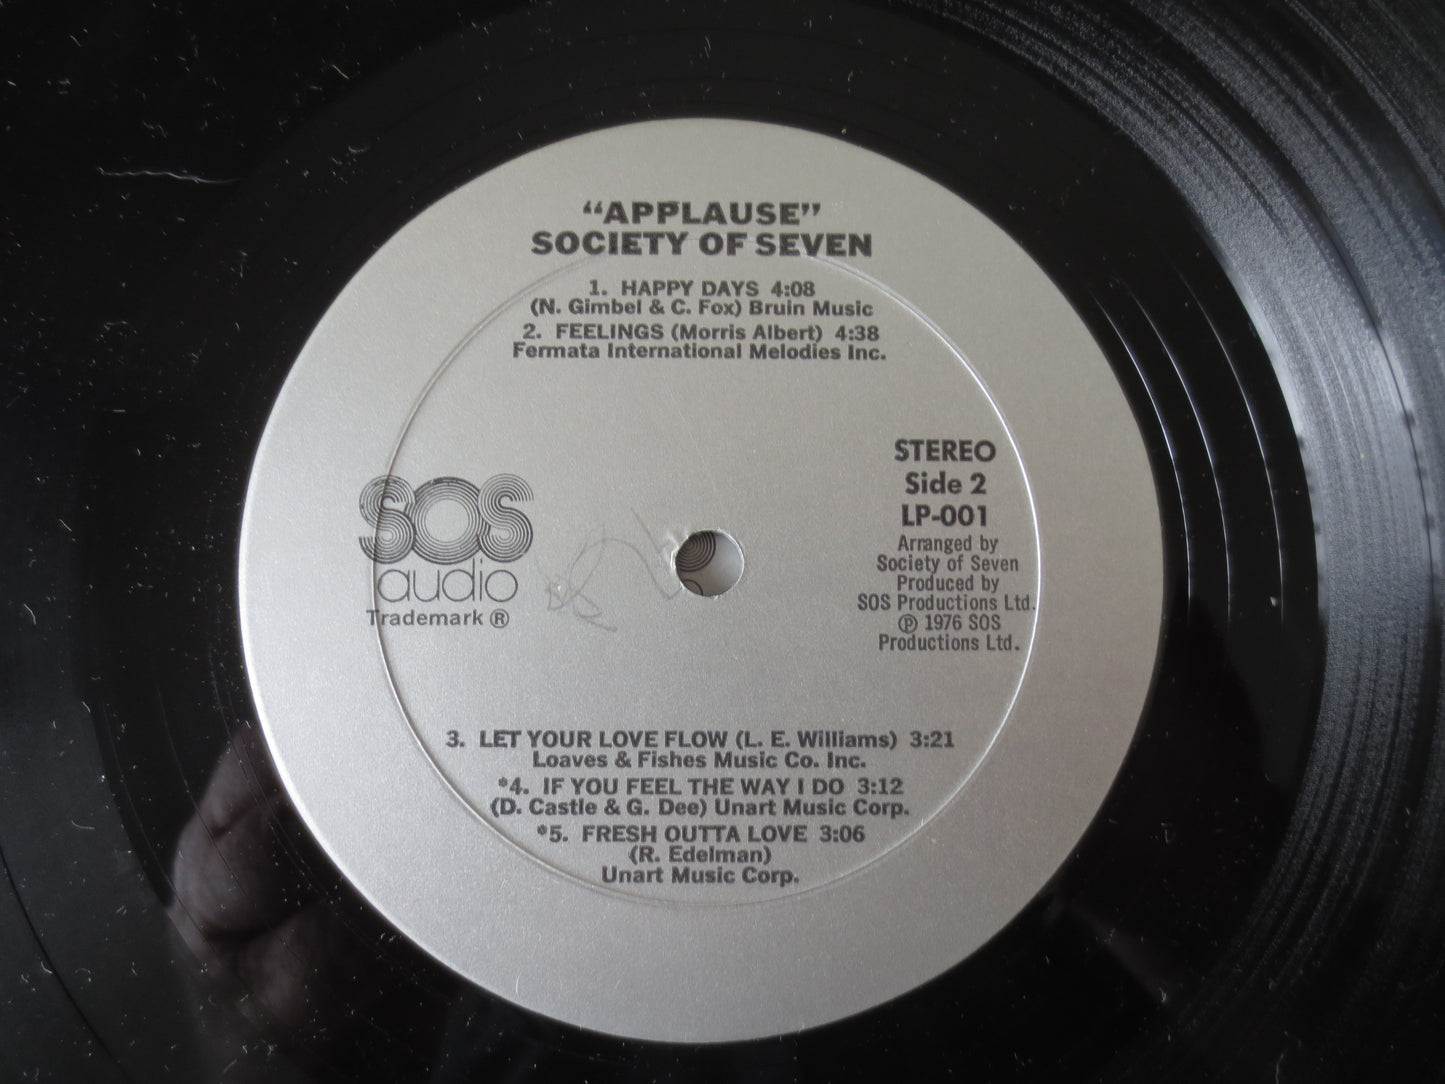 “APPLAUSE”
SOCIETY OF SEVEN
1. HAPPY DAYS 4:08
(N. Gimbel & C. Fox) Bruin Music
2. FEELINGS (Morris Albert) 4:38
Fermata International Melodies Inc.
SOS
audio
Trademark ®
STEREO
Side 2
LP-001
Arranged by
Society of Seven
Produced by
SOS Productions Ltd.
℗ 1976 SOS
Productions Ltd.
3. LET YOUR LOVE FLOW (L. E. Williams) 3:21
Loaves & Fishes Music Co. Inc.
*4. IF YOU FEEL THE WAY I DO 3:12
(D. Castle & G. Dee) Unart Music Corp.
*5. FRESH OUTTA LOVE 3:06
(R. Edelman)
Unart Music Corp.